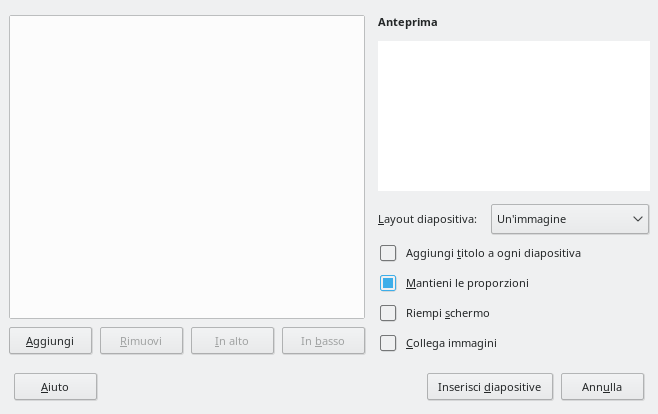 Anteprima
Layout diapositiva: Un'immagine
Aggiungi titolo a ogni diapositiva
Mantieni le proporzioni
Riempi schermo
Collega immagini
Aggiungi Rimuovi In alto In basso
Aiuto Inserisci diapositive Annulla